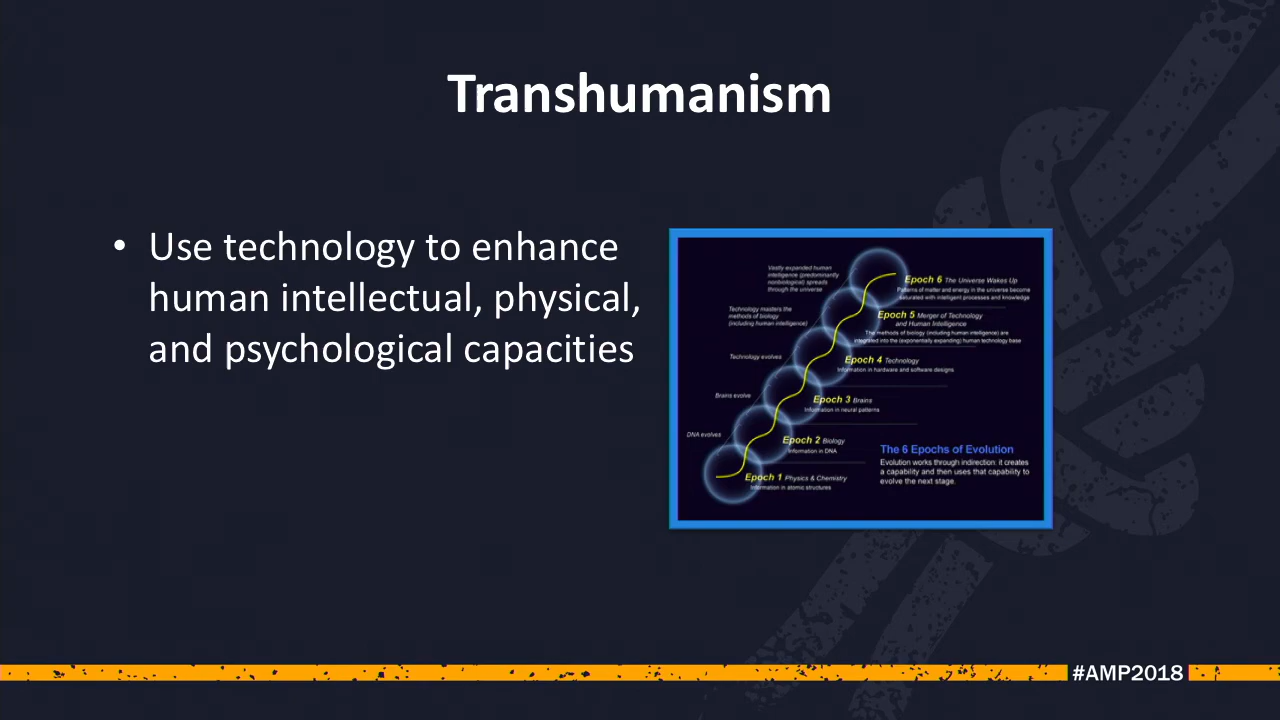 Transhumanism
• Use technology to enhance
human intellectual, physical,
and psychological capacities
Vastly expanded human
intelligence (predominantly
nonbiological) spreads
through the universe
Epoch 6 The Universe Wakes Up
Patterns of matter and energy in the universe become
saturated with intelligent processes and knowledge
Technology masters the
methods of biology
(including human intelligence)
Epoch 5 Merger of Technology
and Human Intelligence
The methods of biology (including human intelligence) are
integrated into the (exponentially expanding) human technology base
Technology evolves
Epoch 4 Technology
Information in hardware and software designs
Brains evolve
Epoch 3 Brains
Information in neural patterns
DNA evolves
Epoch 2 Biology
Information in DNA
Epoch 1 Physics & Chemistry
Information in atomic structures
The 6 Epochs of Evolution
Evolution works through indirection: it creates
a capability and then uses that capability to
evolve the next stage.
#AMP2018